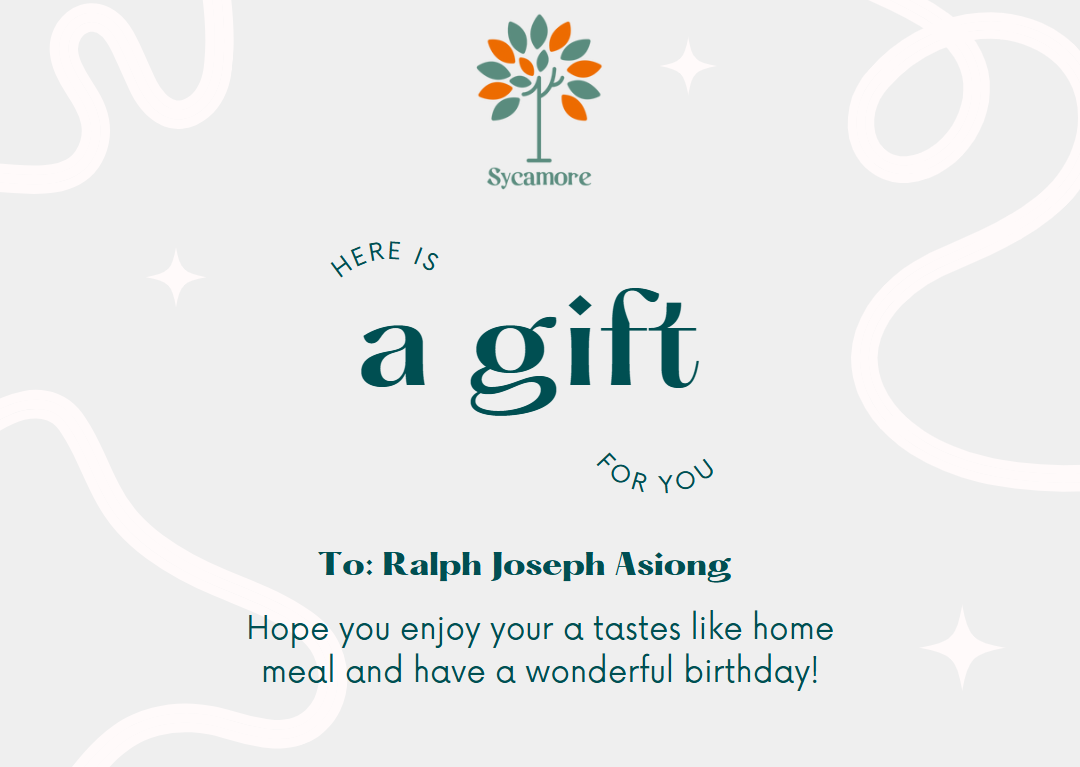 Sycamore
HERE IS
a gift
FOR YOU
To: Ralph Joseph Asiong
Hope you enjoy your a tastes like home
meal and have a wonderful birthday!